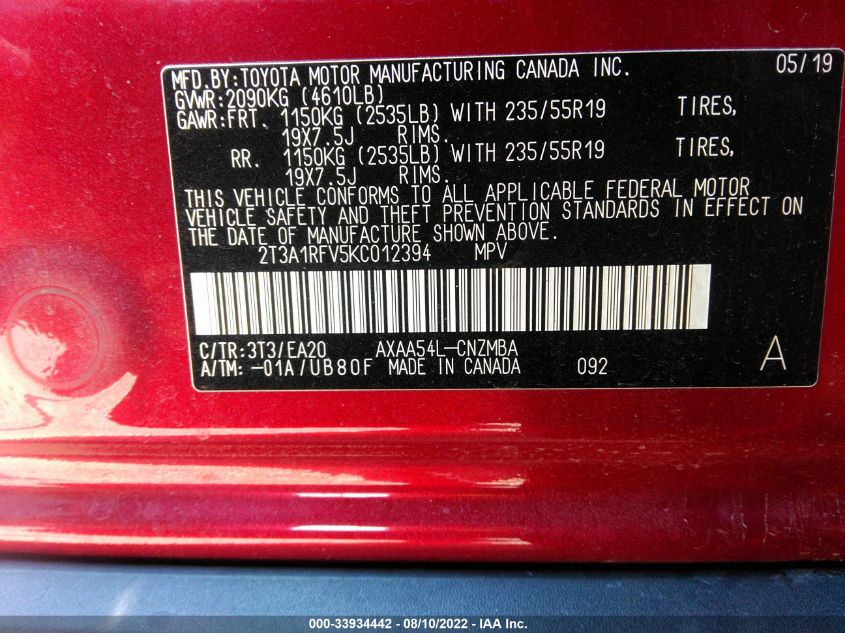 MFD.BY:TOYOTA MOTOR MANUFACTURING CANADA INC. 05/19
GVWR:2090KG (4610LB)
GAWR:FRT. 1150KG (2535LB) WITH 235/55R19 TIRES,
19X7.5J RIMS.
RR. 1150KG (2535LB) WITH 235/55R19 TIRES,
19X7.5J RIMS.
THIS VEHICLE CONFORMS TO ALL APPLICABLE FEDERAL MOTOR
VEHICLE SAFETY AND THEFT PREVENTION STANDARDS IN EFFECT ON
THE DATE OF MANUFACTURE SHOWN ABOVE.
2T3A1RFV5KC012394 MPV
C/TR:3T3/EA20 AXAA54L-CNZMBA A
A/TM:-01A/UB80F MADE IN CANADA 092
000-33934442 - 08/10/2022 - IAA Inc.